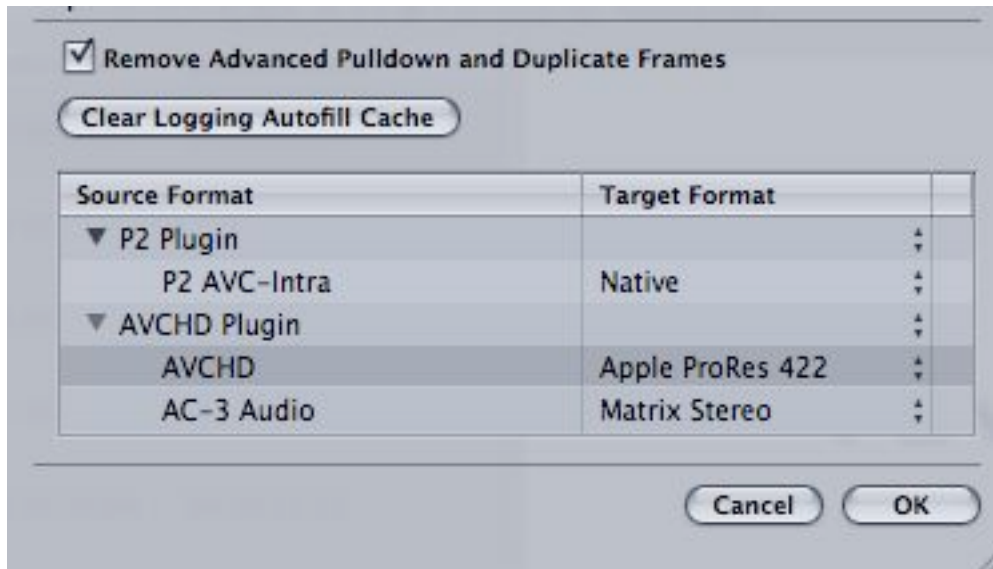 Remove Advanced Pulldown and Duplicate Frames
Clear Logging Autofill Cache
Source Format Target Format
P2 Plugin
P2 AVC-Intra Native
AVCHD Plugin
AVCHD Apple ProRes 422
AC-3 Audio Matrix Stereo
Cancel OK